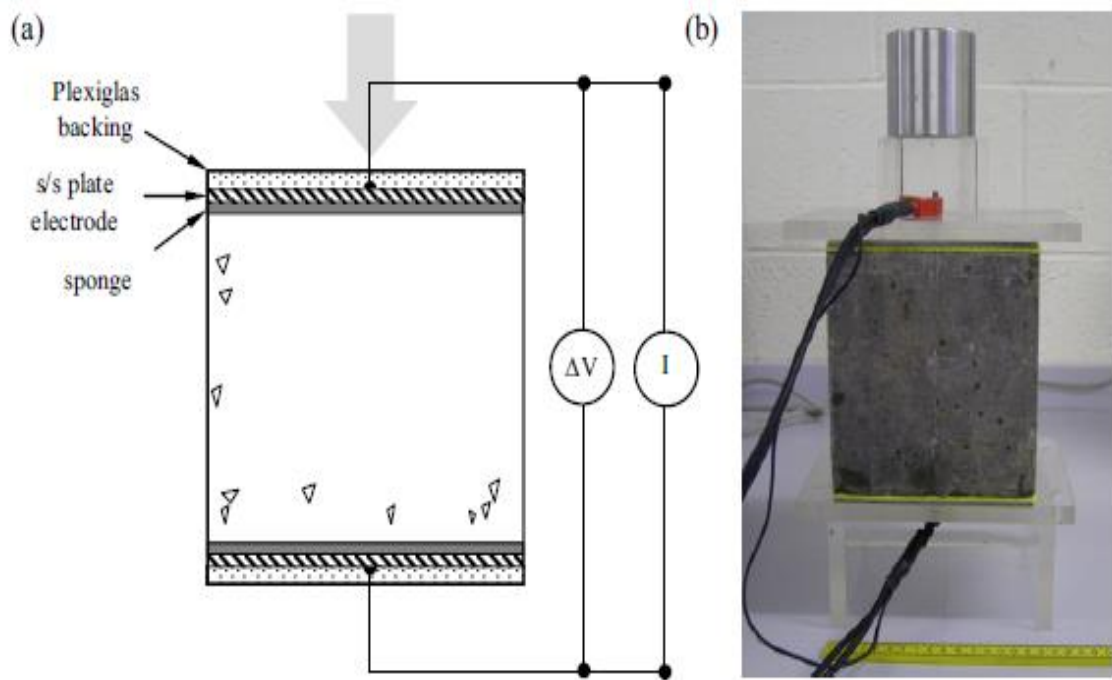 (a)
Plexiglas
backing
s/s plate
electrode
sponge
ΔV
I
(b)